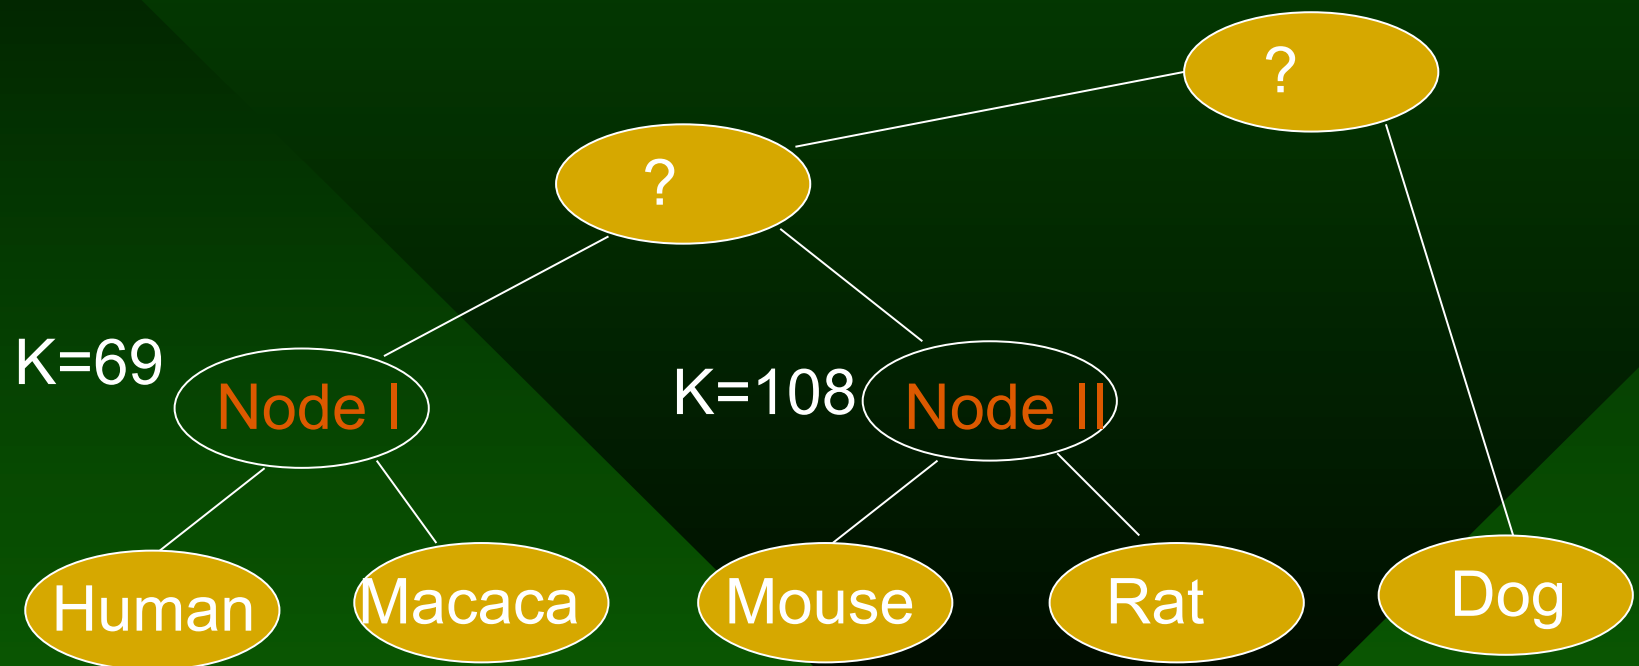 ?
?
K=69
Node I
K=108
Node II
Human
Macaca
Mouse
Rat
Dog